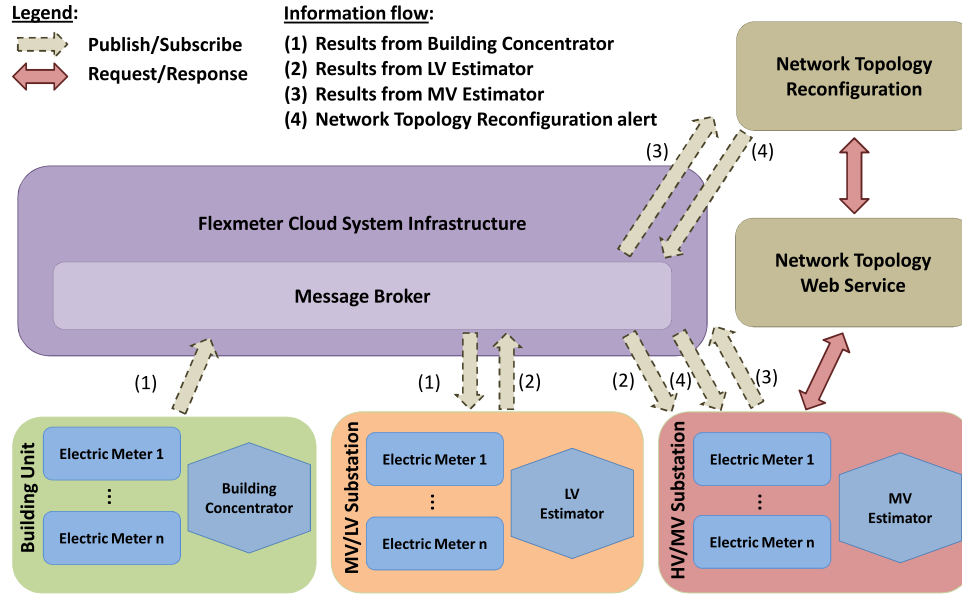 Legend:
Publish/Subscribe
Request/Response
Information flow:
(1) Results from Building Concentrator
(2) Results from LV Estimator
(3) Results from MV Estimator
(4) Network Topology Reconfiguration alert
Network Topology
Reconfiguration
(3)
(4)
Flexmeter Cloud System Infrastructure
Message Broker
Network Topology
Web Service
(1)
(1)
(2)
(2)
(4)
(3)
Building Unit
Electric Meter 1
...
Electric Meter n
Building
Concentrator
MV/LV Substation
Electric Meter 1
...
Electric Meter n
LV
Estimator
HV/MV Substation
Electric Meter 1
...
Electric Meter n
MV
Estimator